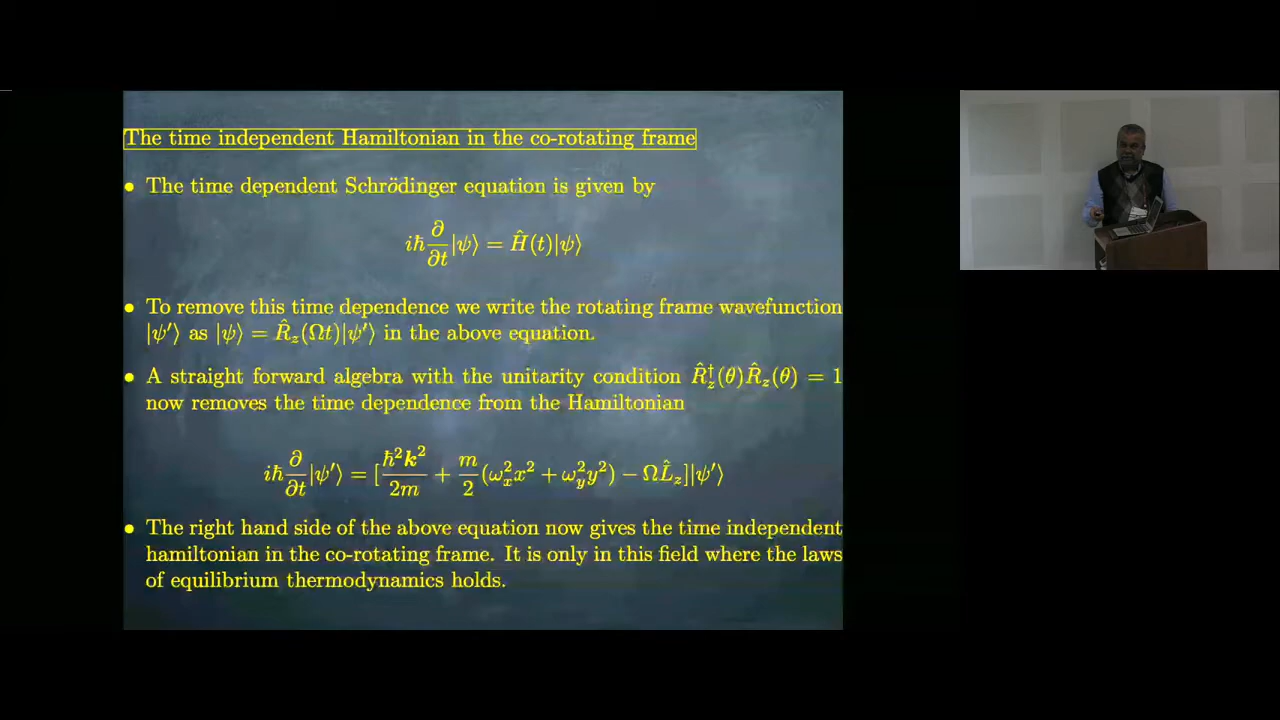 The time independent Hamiltonian in the co-rotating frame
• The time dependent Schrödinger equation is given by
iħ ∂/∂t |ψ⟩ = Ĥ(t)|ψ⟩
• To remove this time dependence we write the rotating frame wavefunction
|ψ′⟩ as |ψ⟩ = R̂_z(Ωt)|ψ′⟩ in the above equation.
• A straight forward algebra with the unitarity condition R̂_z^†(θ)R̂_z(θ) = 1
now removes the time dependence from the Hamiltonian
iħ ∂/∂t |ψ′⟩ = [ħ²k²/2m + m/2 (ω_x²x² + ω_y²y²) − ΩL̂_z]|ψ′⟩
• The right hand side of the above equation now gives the time independent
hamiltonian in the co-rotating frame. It is only in this field where the laws
of equilibrium thermodynamics holds.